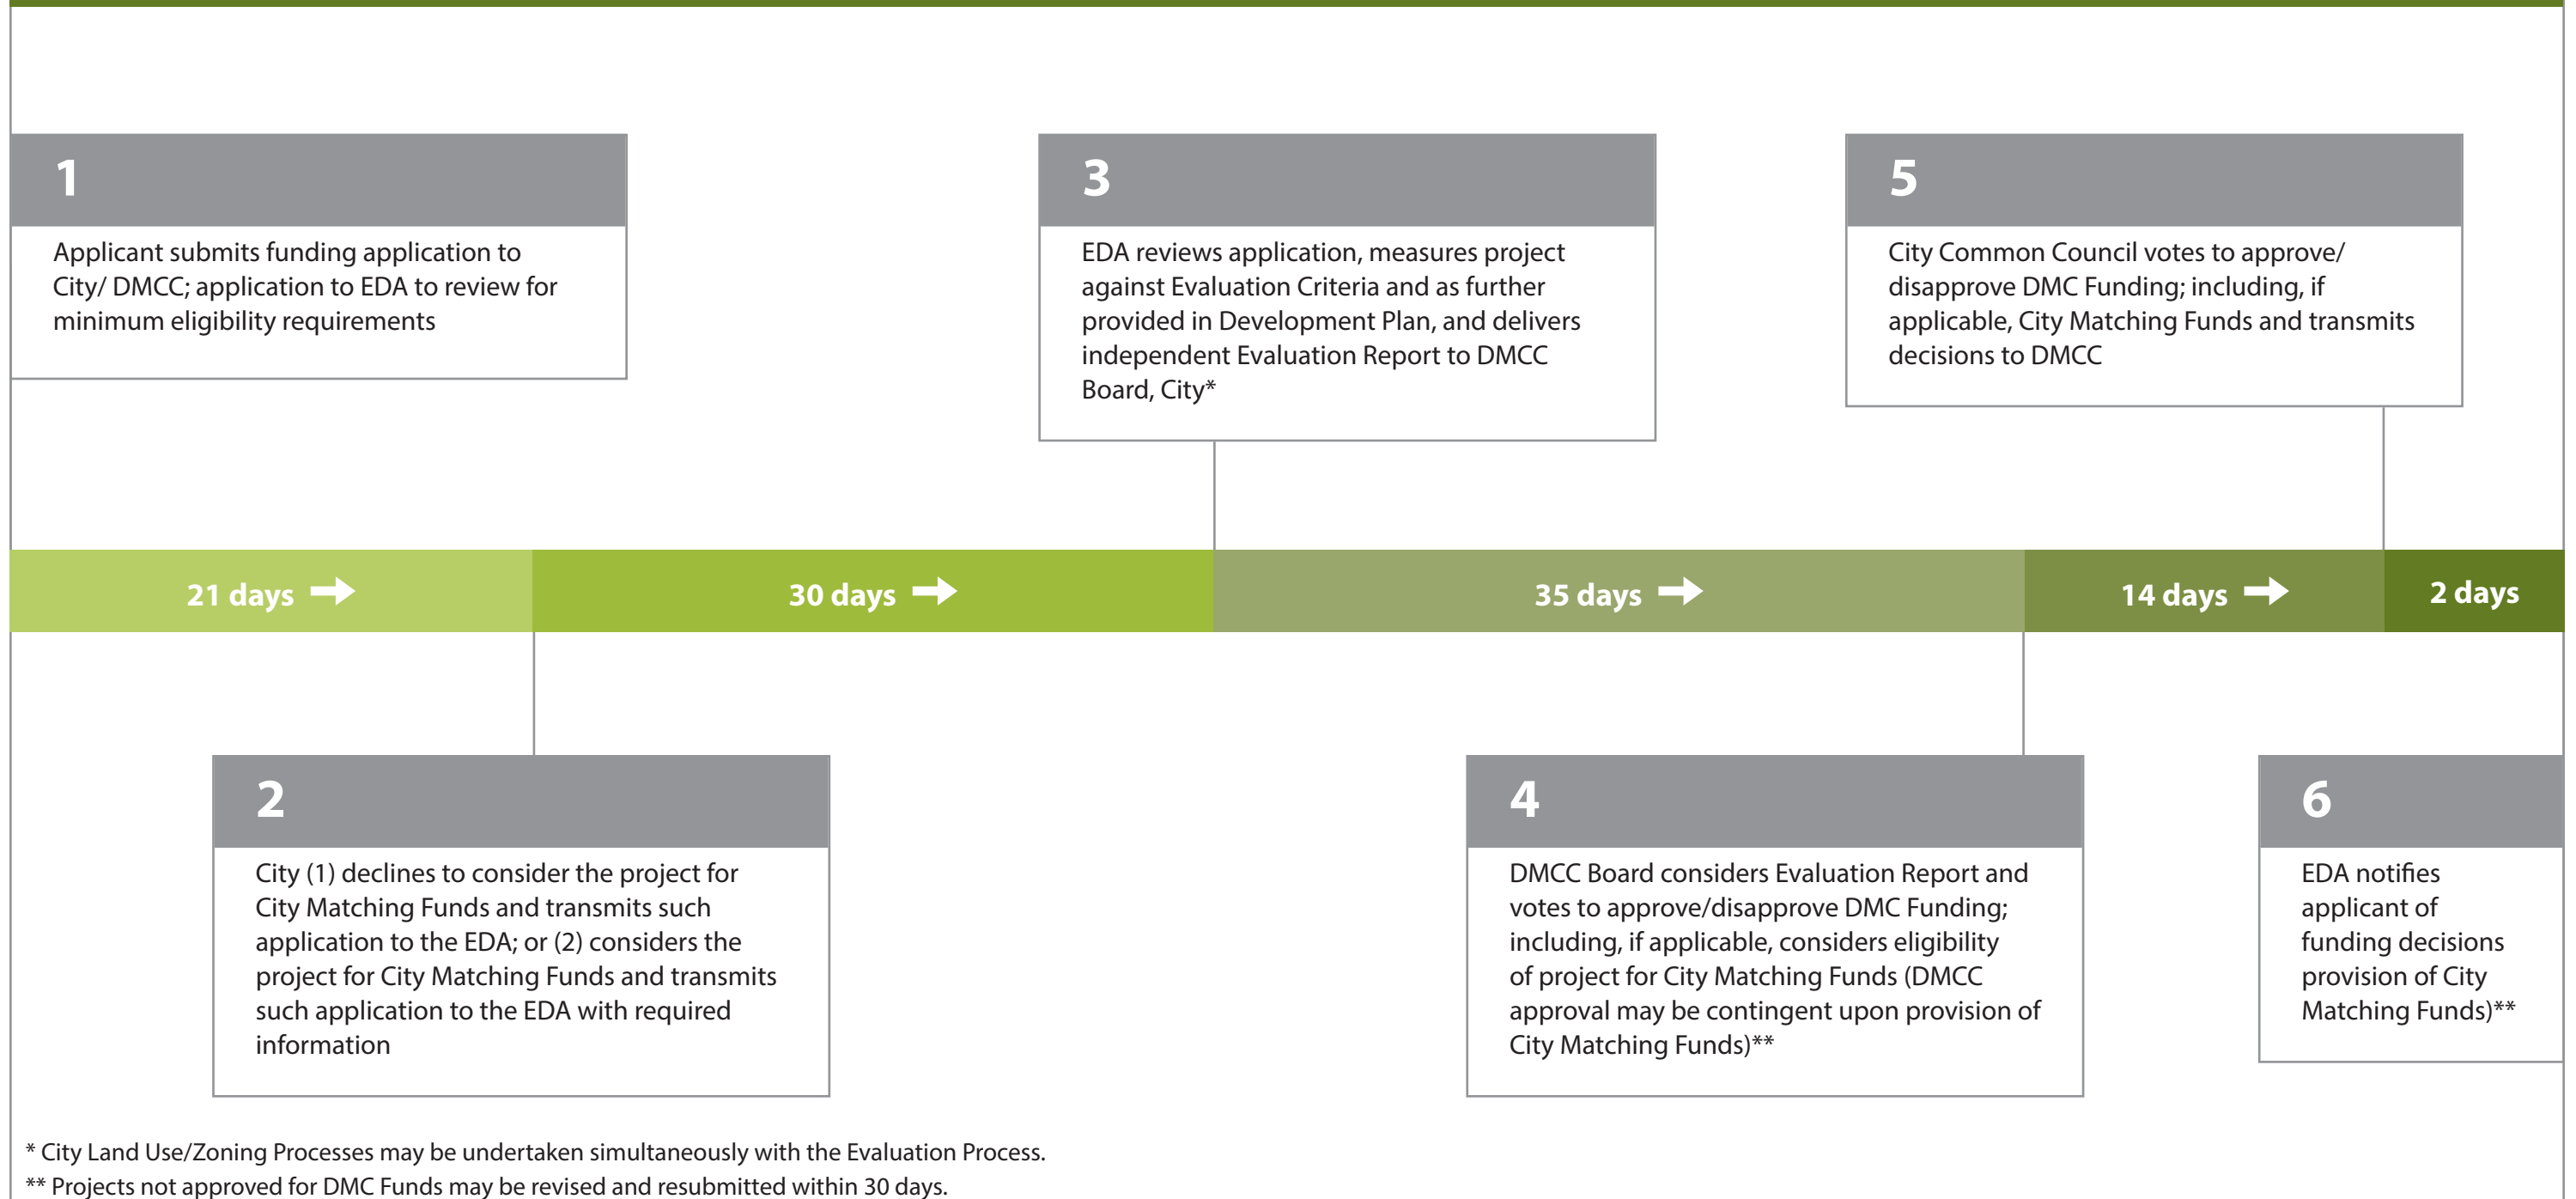 1
Applicant submits funding application to
City/ DMCC; application to EDA to review for
minimum eligibility requirements
3
EDA reviews application, measures project
against Evaluation Criteria and as further
provided in Development Plan, and delivers
independent Evaluation Report to DMCC
Board, City*
5
City Common Council votes to approve/
disapprove DMC Funding; including, if
applicable, City Matching Funds and transmits
decisions to DMCC
21 days
30 days
35 days
14 days
2 days
2
City (1) declines to consider the project for
City Matching Funds and transmits such
application to the EDA; or (2) considers the
project for City Matching Funds and transmits
such application to the EDA with required
information
4
DMCC Board considers Evaluation Report and
votes to approve/disapprove DMC Funding;
including, if applicable, considers eligibility
of project for City Matching Funds (DMCC
approval may be contingent upon provision of
City Matching Funds)**
6
EDA notifies
applicant of
funding decisions
provision of City
Matching Funds)**
* City Land Use/Zoning Processes may be undertaken simultaneously with the Evaluation Process.
** Projects not approved for DMC Funds may be revised and resubmitted within 30 days.